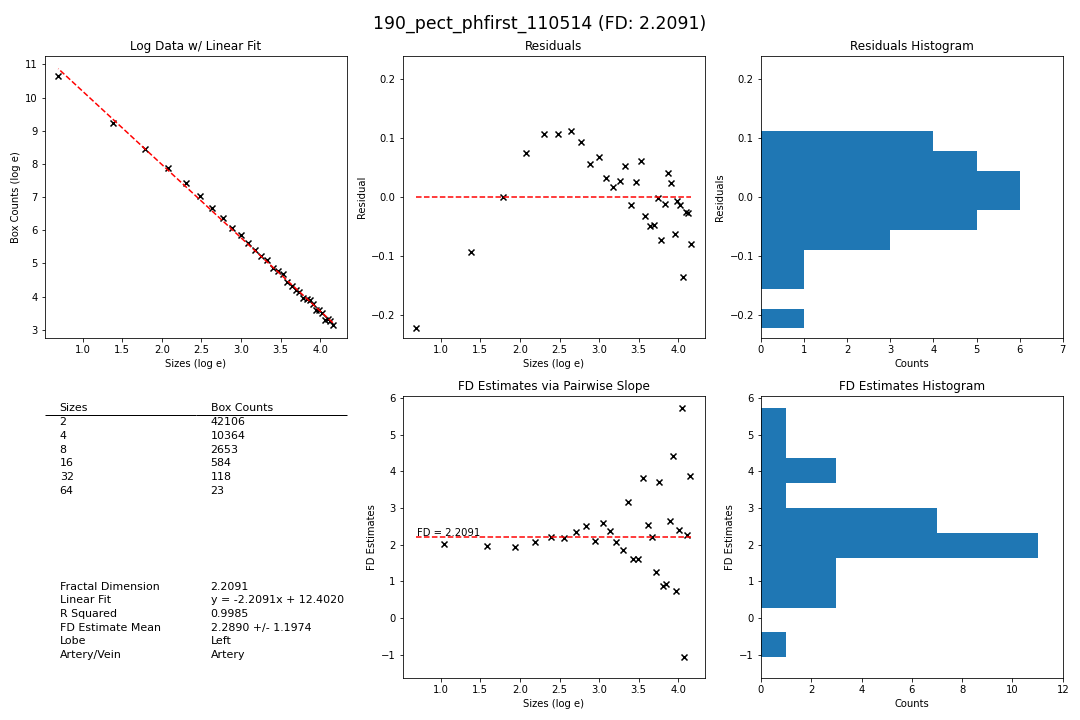 190_pect_phfirst_110514 (FD: 2.2091)
Log Data w/ Linear Fit
11
10
9
8
7
6
5
4
3
Box Counts (log e)
1.0 1.5 2.0 2.5 3.0 3.5 4.0
Sizes (log e)
Residuals
0.2
0.1
0.0
−0.1
−0.2
Residual
1.0 1.5 2.0 2.5 3.0 3.5 4.0
Sizes (log e)
Residuals Histogram
0.2
0.1
0.0
−0.1
−0.2
Residuals
0 1 2 3 4 5 6 7
Counts
Sizes Box Counts
2 42106
4 10364
8 2653
16 584
32 118
64 23
Fractal Dimension 2.2091
Linear Fit y = -2.2091x + 12.4020
R Squared 0.9985
FD Estimate Mean 2.2890 +/- 1.1974
Lobe Left
Artery/Vein Artery
FD Estimates via Pairwise Slope
6
5
4
3
2
1
0
−1
FD Estimates
FD = 2.2091
1.0 1.5 2.0 2.5 3.0 3.5 4.0
Sizes (log e)
FD Estimates Histogram
6
5
4
3
2
1
0
−1
FD Estimates
0 2 4 6 8 10 12
Counts